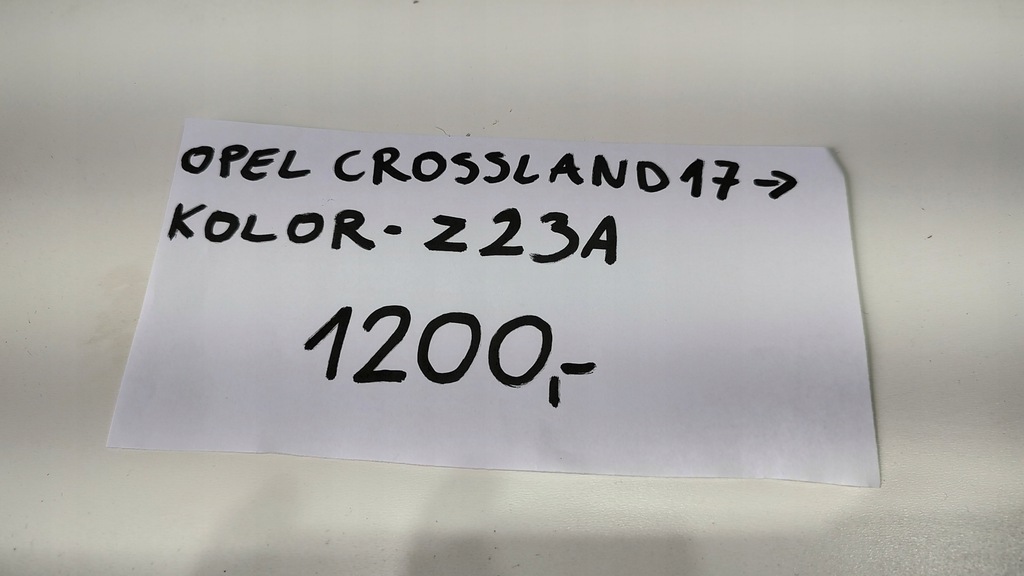 OPEL CROSSLAND 17 →
KOLOR - Z23A
1200,-